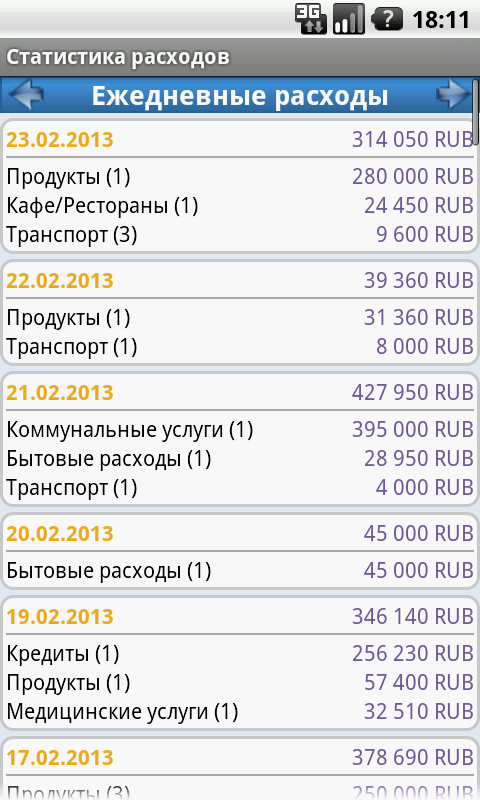 3G 18:11
Статистика расходов
Ежедневные расходы
23.02.2013 314 050 RUB
Продукты (1) 280 000 RUB
Кафе/Рестораны (1) 24 450 RUB
Транспорт (3) 9 600 RUB
22.02.2013 39 360 RUB
Продукты (1) 31 360 RUB
Транспорт (1) 8 000 RUB
21.02.2013 427 950 RUB
Коммунальные услуги (1) 395 000 RUB
Бытовые расходы (1) 28 950 RUB
Транспорт (1) 4 000 RUB
20.02.2013 45 000 RUB
Бытовые расходы (1) 45 000 RUB
19.02.2013 346 140 RUB
Кредиты (1) 256 230 RUB
Продукты (1) 57 400 RUB
Медицинские услуги (1) 32 510 RUB
17.02.2013 378 690 RUB
Продукты (3) 250 000 RUB